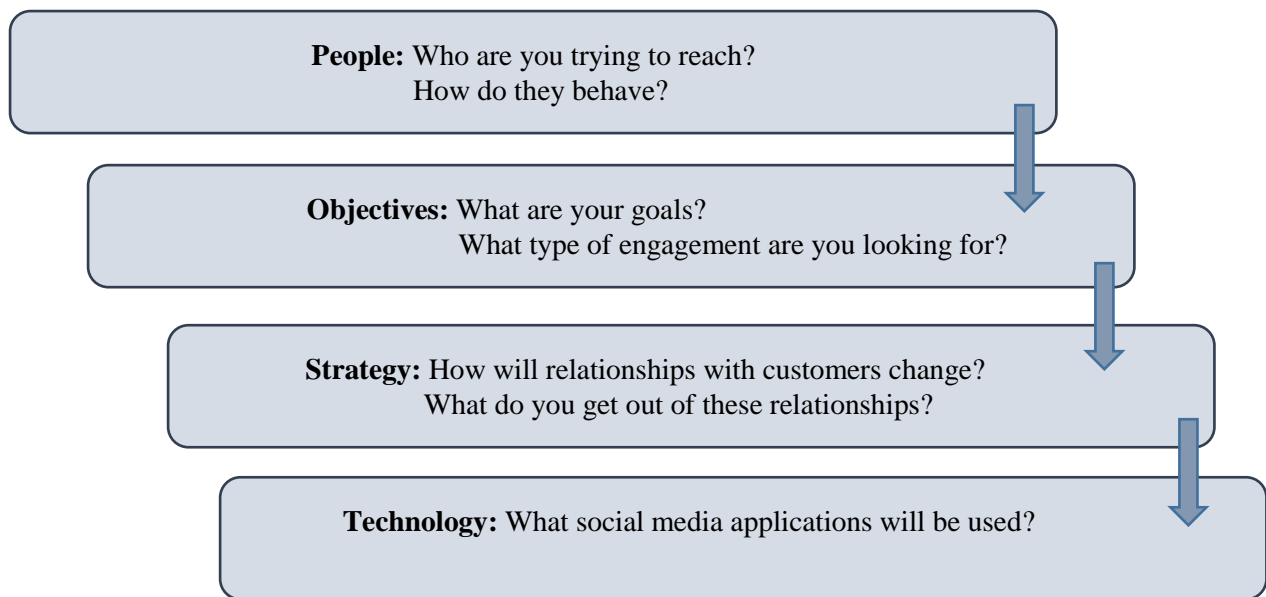 People: Who are you trying to reach?
How do they behave?
Objectives: What are your goals?
What type of engagement are you looking for?
Strategy: How will relationships with customers change?
What do you get out of these relationships?
Technology: What social media applications will be used?